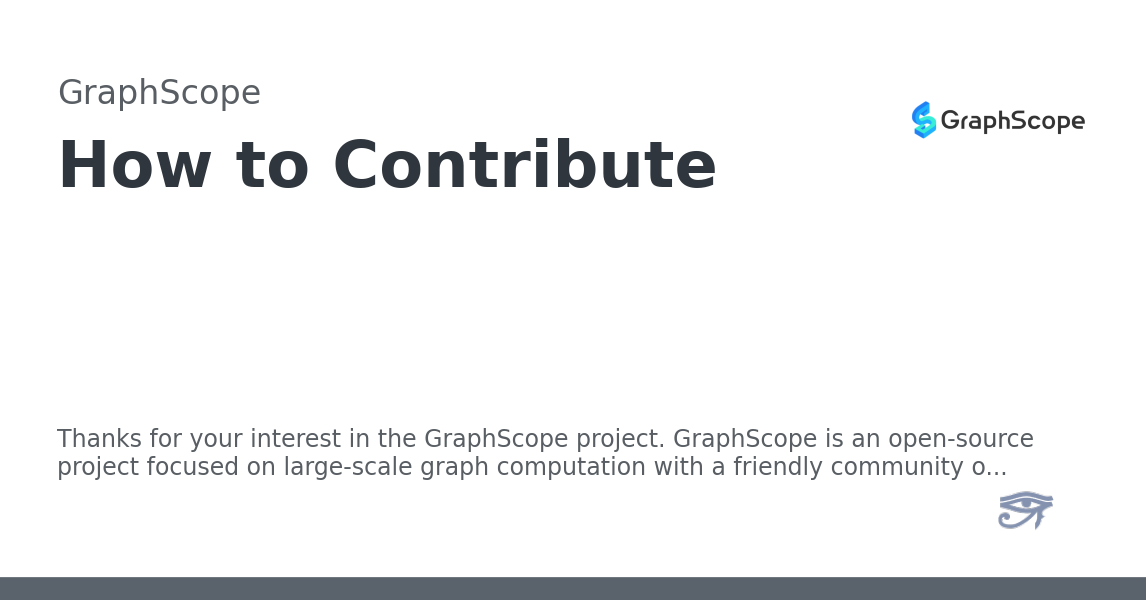 GraphScope
GraphScope
How to Contribute
Thanks for your interest in the GraphScope project. GraphScope is an open-source
project focused on large-scale graph computation with a friendly community o...